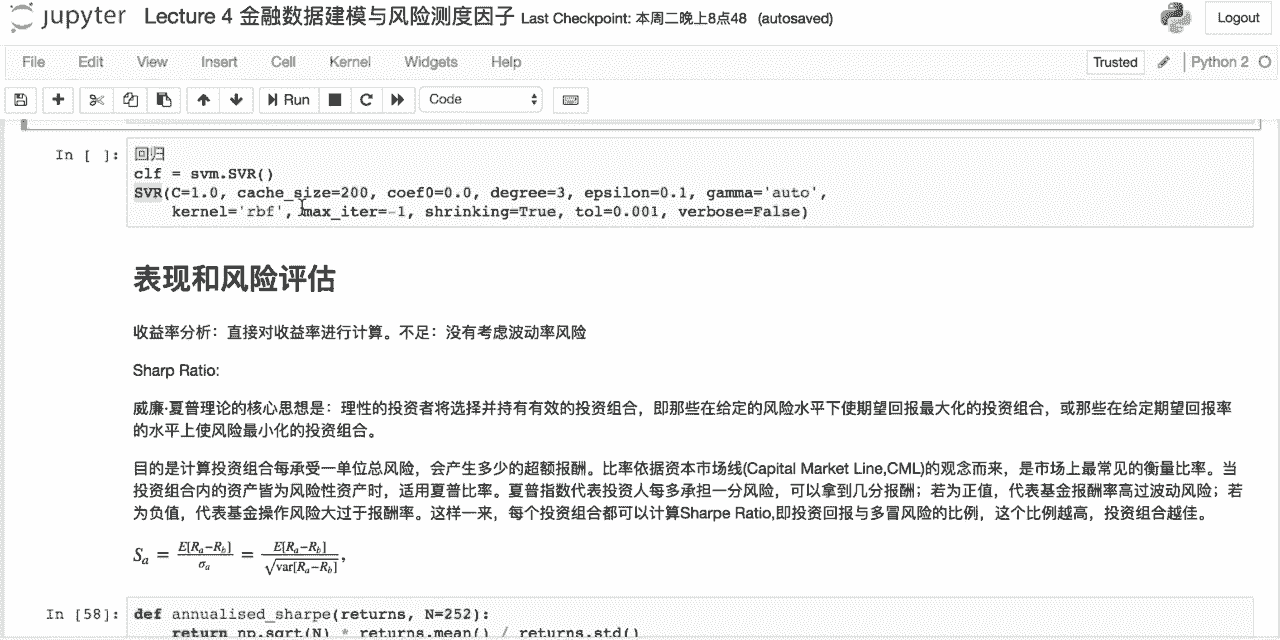 jupyter Lecture 4 金融数据建模与风险测度因子 Last Checkpoint: 本周二晚上8点48 (autosaved)
Logout
File Edit View Insert Cell Kernel Widgets Help
Trusted
Python 2
Run
Code
In [ ]:
回归
clf = svm.SVR()
SVR(C=1.0, cache_size=200, coef0=0.0, degree=3, epsilon=0.1, gamma='auto',
kernel='rbf', max_iter=-1, shrinking=True, tol=0.001, verbose=False)
表现和风险评估
收益率分析：直接对收益率进行计算。不足：没有考虑波动率风险
Sharp Ratio:
威廉·夏普理论的核心思想是：理性的投资者将选择并持有有效的投资组合，即那些在给定的风险水平下使期望回报最大化的投资组合，或那些在给定期望回报率
的水平上使风险最小化的投资组合。
目的是计算投资组合每承受一单位总风险，会产生多少的超额报酬。比率依据资本市场线(Capital Market Line,CML)的观念而来，是市场上最常见的衡量比率。当
投资组合内的资产皆为风险性资产时，适用夏普比率。夏普指数代表投资人每多承担一分风险，可以拿到几分报酬；若为正值，代表基金报酬率高过波动风险；若
为负值，代表基金操作风险大过于报酬率。这样一来，每个投资组合都可以计算Sharpe Ratio,即投资回报与多冒风险的比例，这个比例越高，投资组合越佳。
S_a = E[R_a−R_b]/σ_a = E[R_a−R_b]/√var[R_a−R_b],
In [58]:
def annualised_sharpe(returns, N=252):
return np.sqrt(N) * returns.mean() / returns.std()